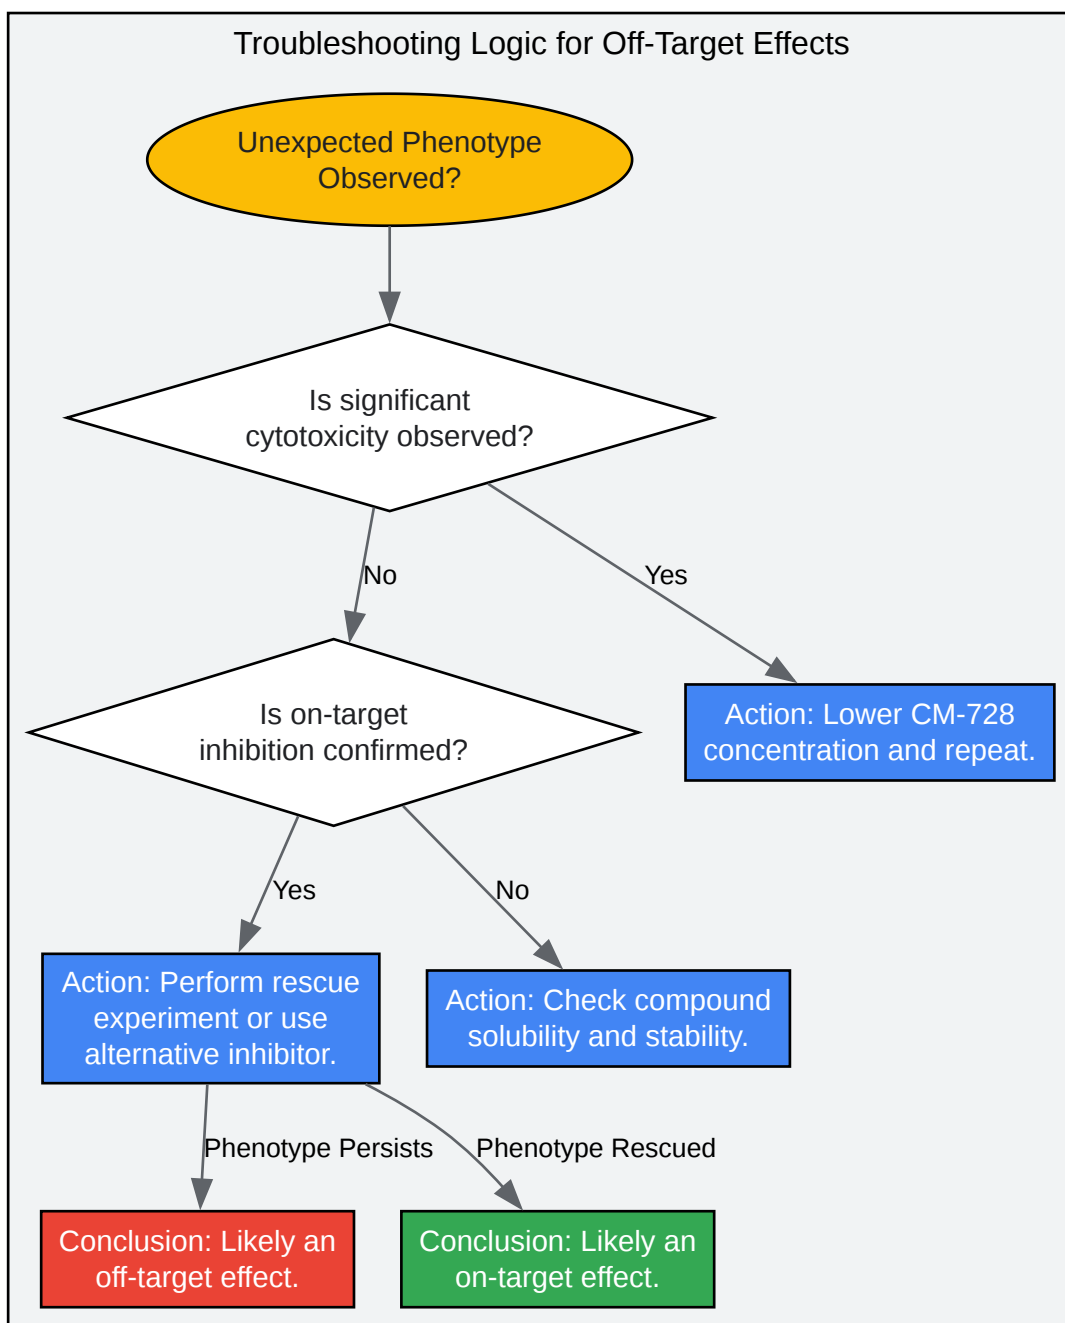 Troubleshooting Logic for Off-Target Effects
Unexpected Phenotype
Observed?
Is significant
cytotoxicity observed?
No
Yes
Is on-target
inhibition confirmed?
Action: Lower CM-728
concentration and repeat.
Yes
No
Action: Perform rescue
experiment or use
alternative inhibitor.
Action: Check compound
solubility and stability.
Phenotype Persists
Phenotype Rescued
Conclusion: Likely an
off-target effect.
Conclusion: Likely an
on-target effect.